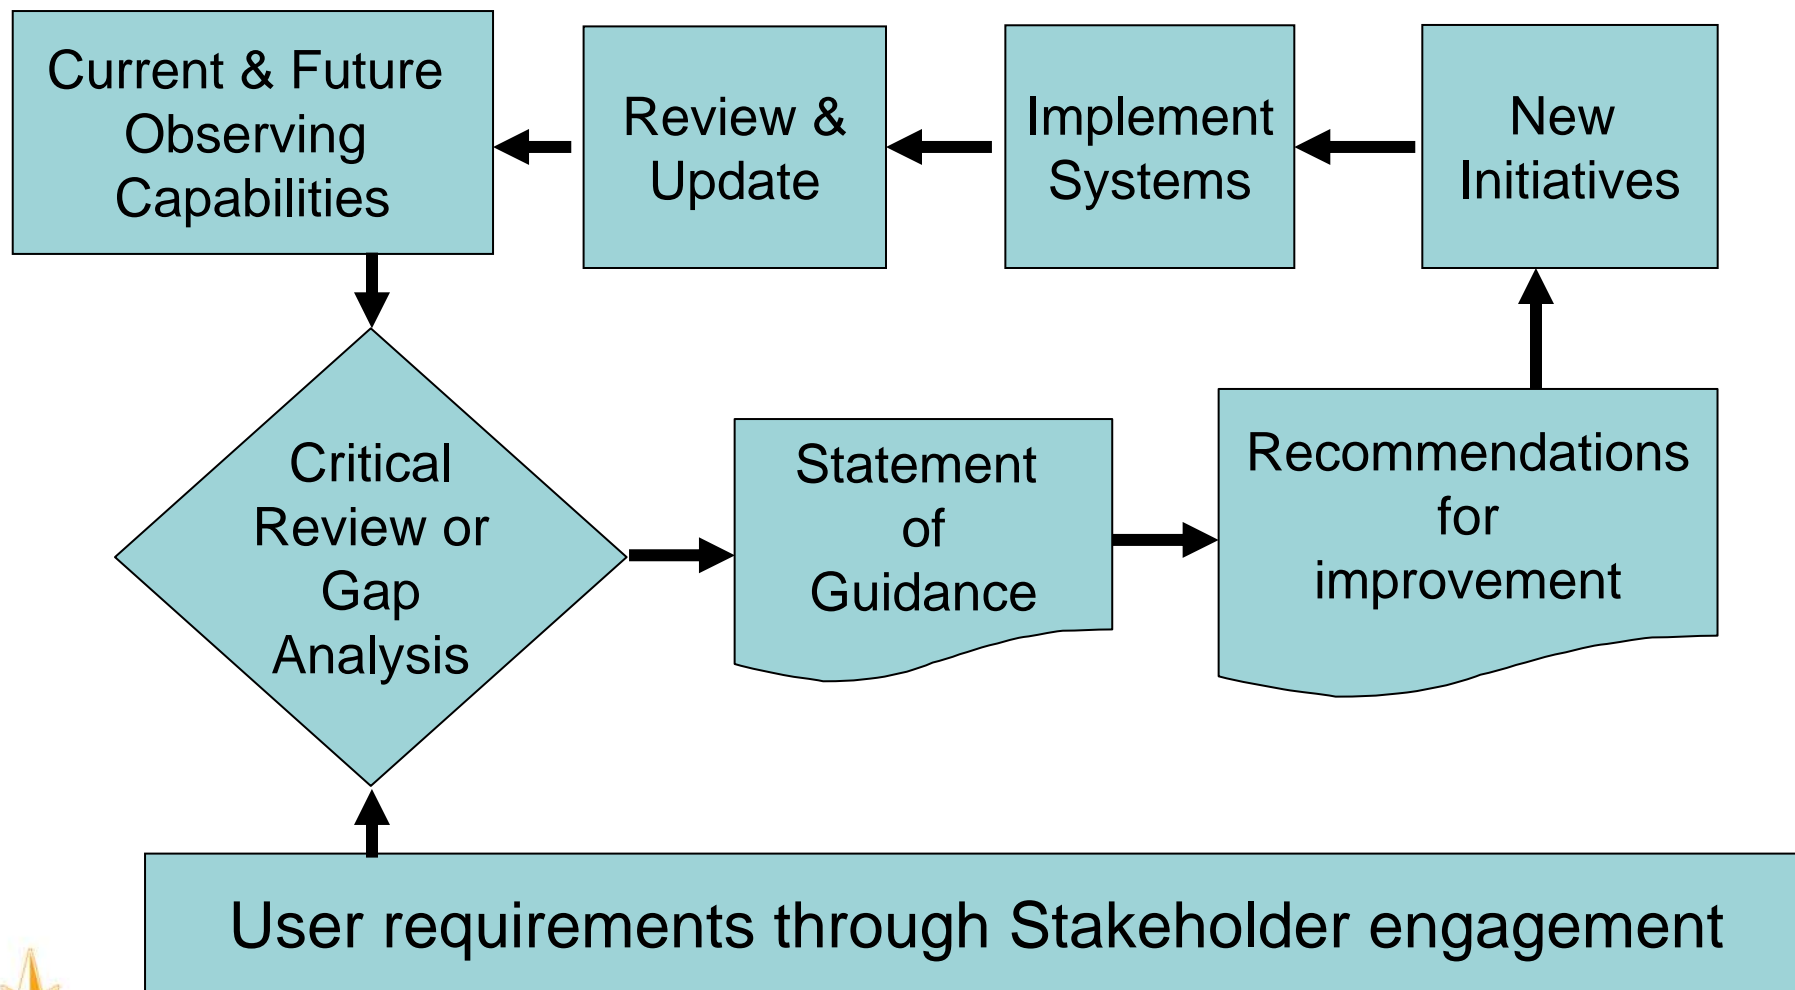 Current & Future
Observing
Capabilities
Review &
Update
Implement
Systems
New
Initiatives
Critical
Review or
Gap
Analysis
Statement
of
Guidance
Recommendations
for
improvement
User requirements through Stakeholder engagement